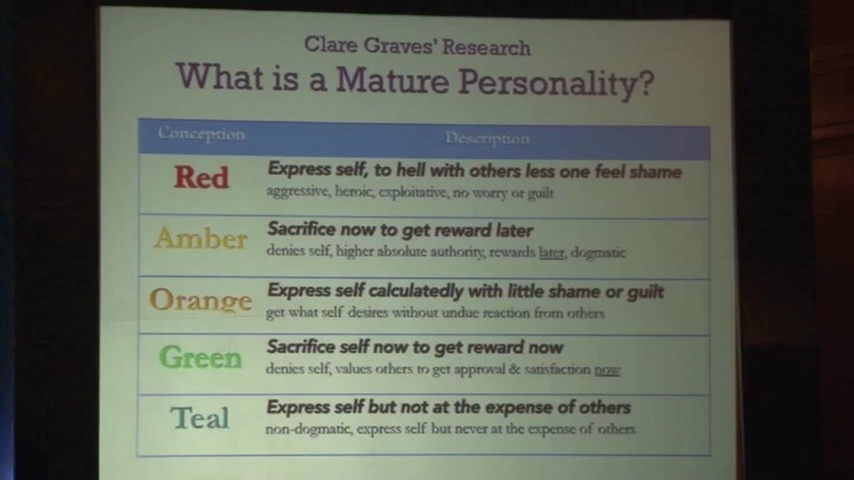 Clare Graves' Research
What is a Mature Personality?
Conception Description
Red Express self, to hell with others less one feel shame
aggressive, heroic, exploitative, no worry or guilt
Amber Sacrifice now to get reward later
denies self, higher absolute authority, rewards later, dogmatic
Orange Express self calculatedly with little shame or guilt
get what self desires without undue reaction from others
Green Sacrifice self now to get reward now
denies self, values others to get approval & satisfaction now
Teal Express self but not at the expense of others
non-dogmatic, express self but never at the expense of others